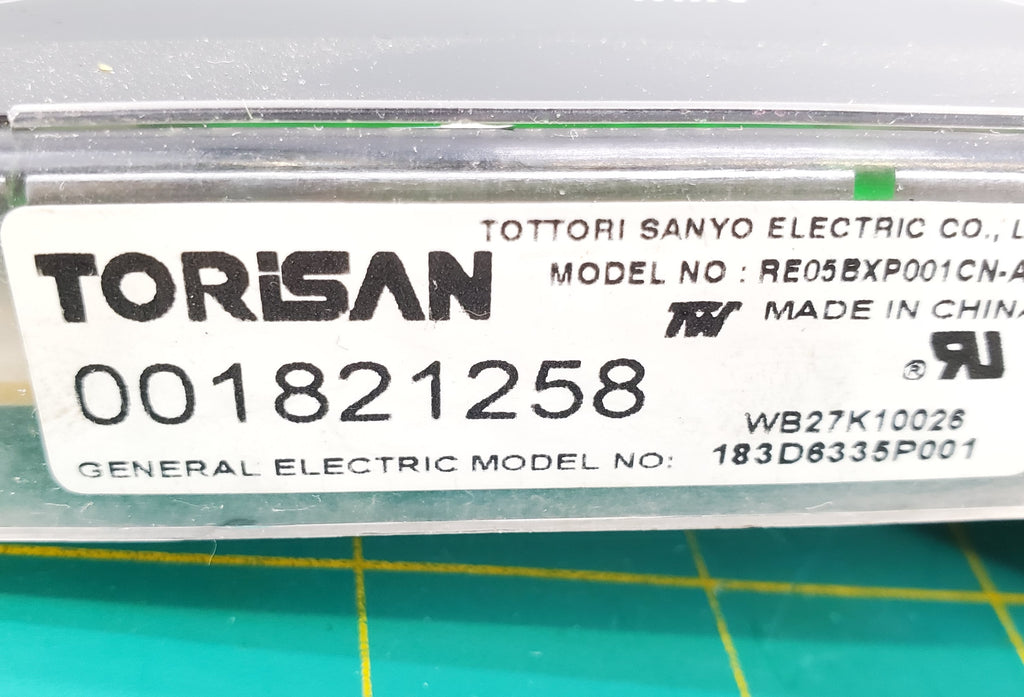 TOTTORI SANYO ELECTRIC CO., L
TORiSAN
MODEL NO : RE05BXP001CN-A
MADE IN CHINA
001821258
®
WB27K10026
GENERAL ELECTRIC MODEL NO: 183D6335P001